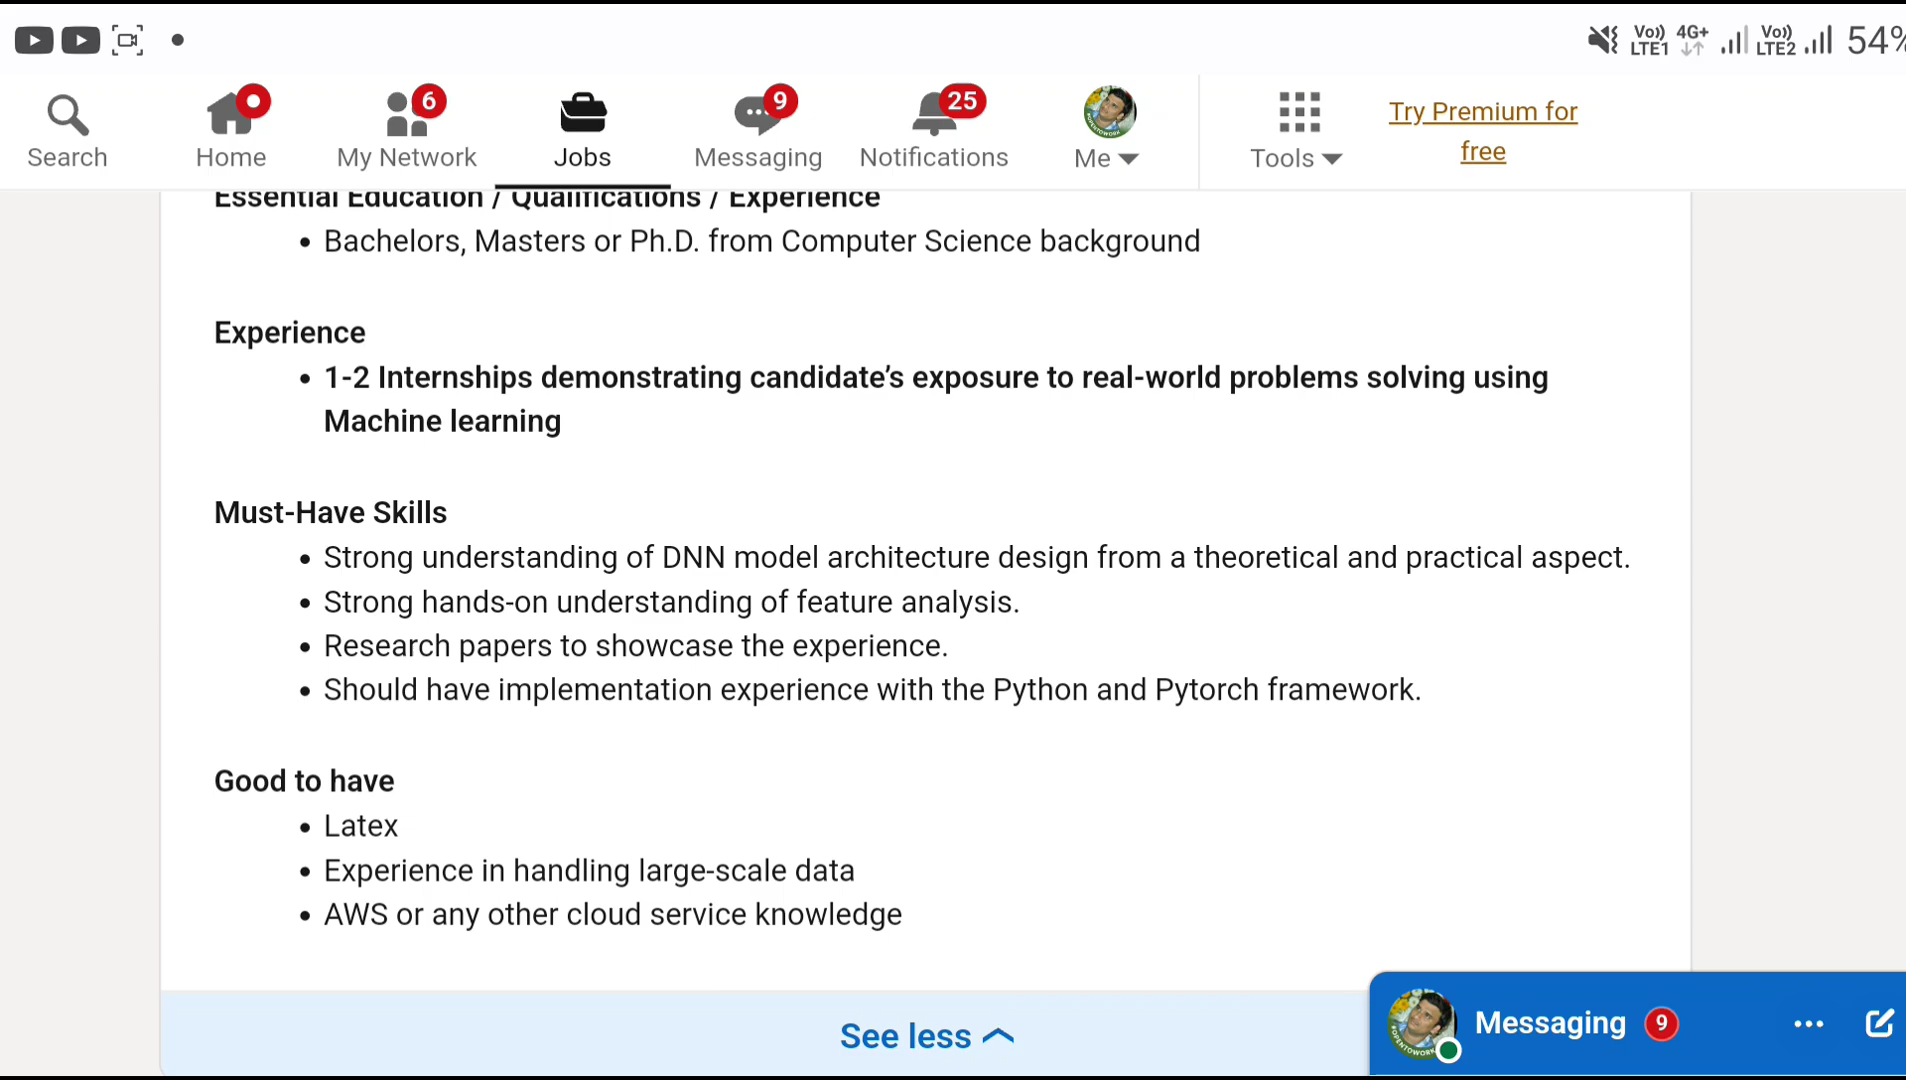 Vo)) LTE1 4G+ Vo)) LTE2 54%
6 9 25
Search Home My Network Jobs Messaging Notifications Me Tools Try Premium for free
Essential Education / Qualifications / Experience
Bachelors, Masters or Ph.D. from Computer Science background
Experience
1-2 Internships demonstrating candidate’s exposure to real-world problems solving using
Machine learning
Must-Have Skills
Strong understanding of DNN model architecture design from a theoretical and practical aspect.
Strong hands-on understanding of feature analysis.
Research papers to showcase the experience.
Should have implementation experience with the Python and Pytorch framework.
Good to have
Latex
Experience in handling large-scale data
AWS or any other cloud service knowledge
See less
#OPENTOWORK Messaging 9